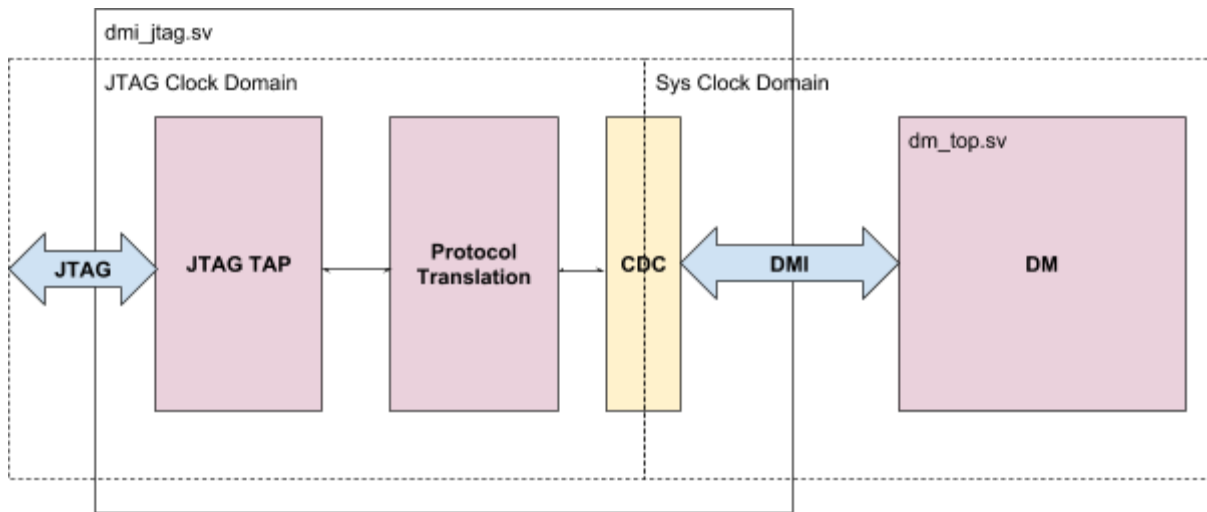 dmi_jtag.sv
JTAG Clock Domain
Sys Clock Domain
dm_top.sv
JTAG
JTAG TAP
Protocol
Translation
CDC
DMI
DM